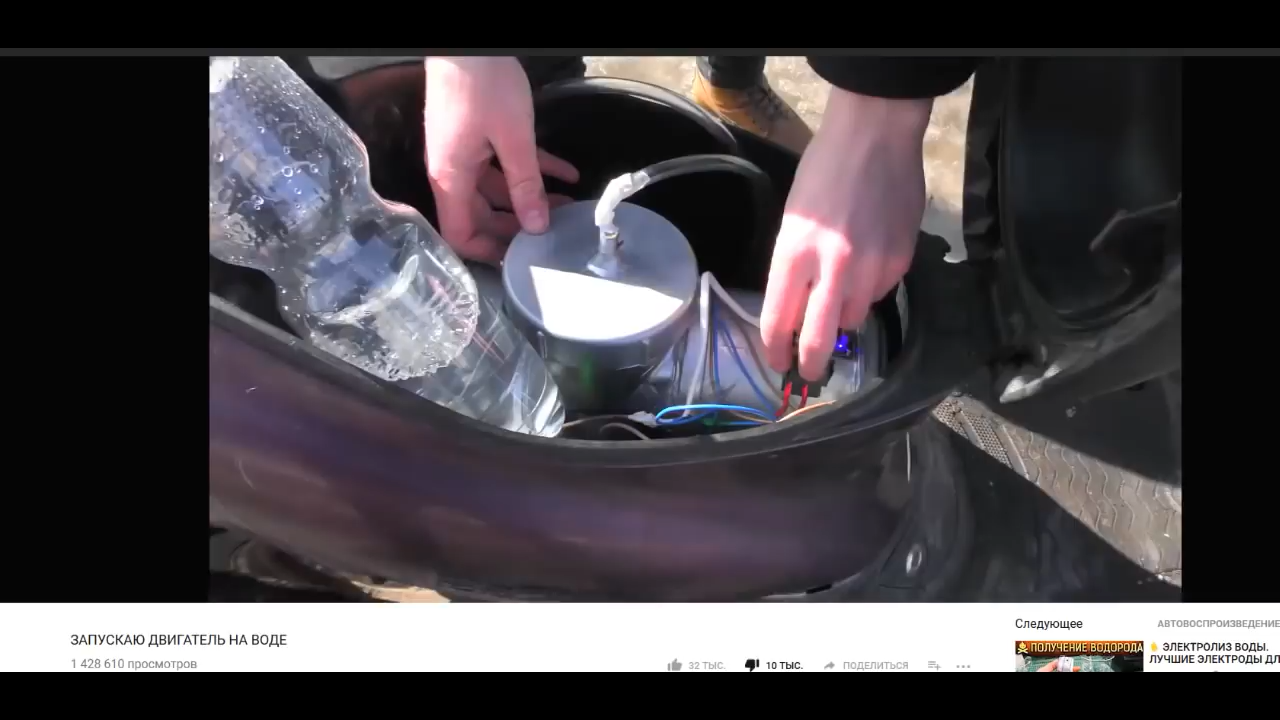 ЗАПУСКАЮ ДВИГАТЕЛЬ НА ВОДЕ
1 428 610 просмотров
32 ТЫС.
10 ТЫС.
ПОДЕЛИТЬСЯ
Следующее
АВТОВОСПРОИЗВЕДЕНИЕ
ПОЛУЧЕНИЕ ВОДОРОДА
ЭЛЕКТРОЛИЗ ВОДЫ.
ЛУЧШИЕ ЭЛЕКТРОДЫ ДЛ